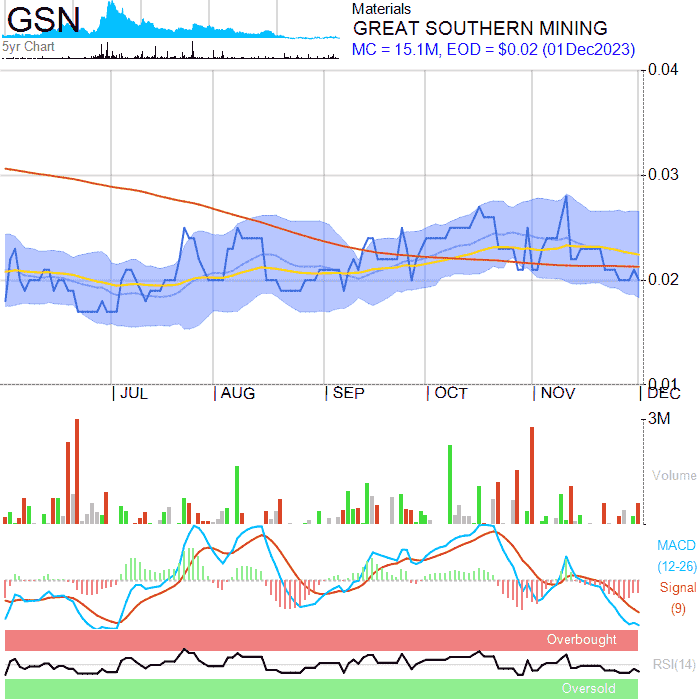 GSN
5yr Chart
Materials
GREAT SOUTHERN MINING
MC = 15.1M, EOD = $0.02 (01Dec2023)
0.04
0.03
0.02
0.01
JUL AUG SEP OCT NOV DEC
3M
Volume
MACD
(12-26)
Signal
(9)
Overbought
RSI(14)
Oversold